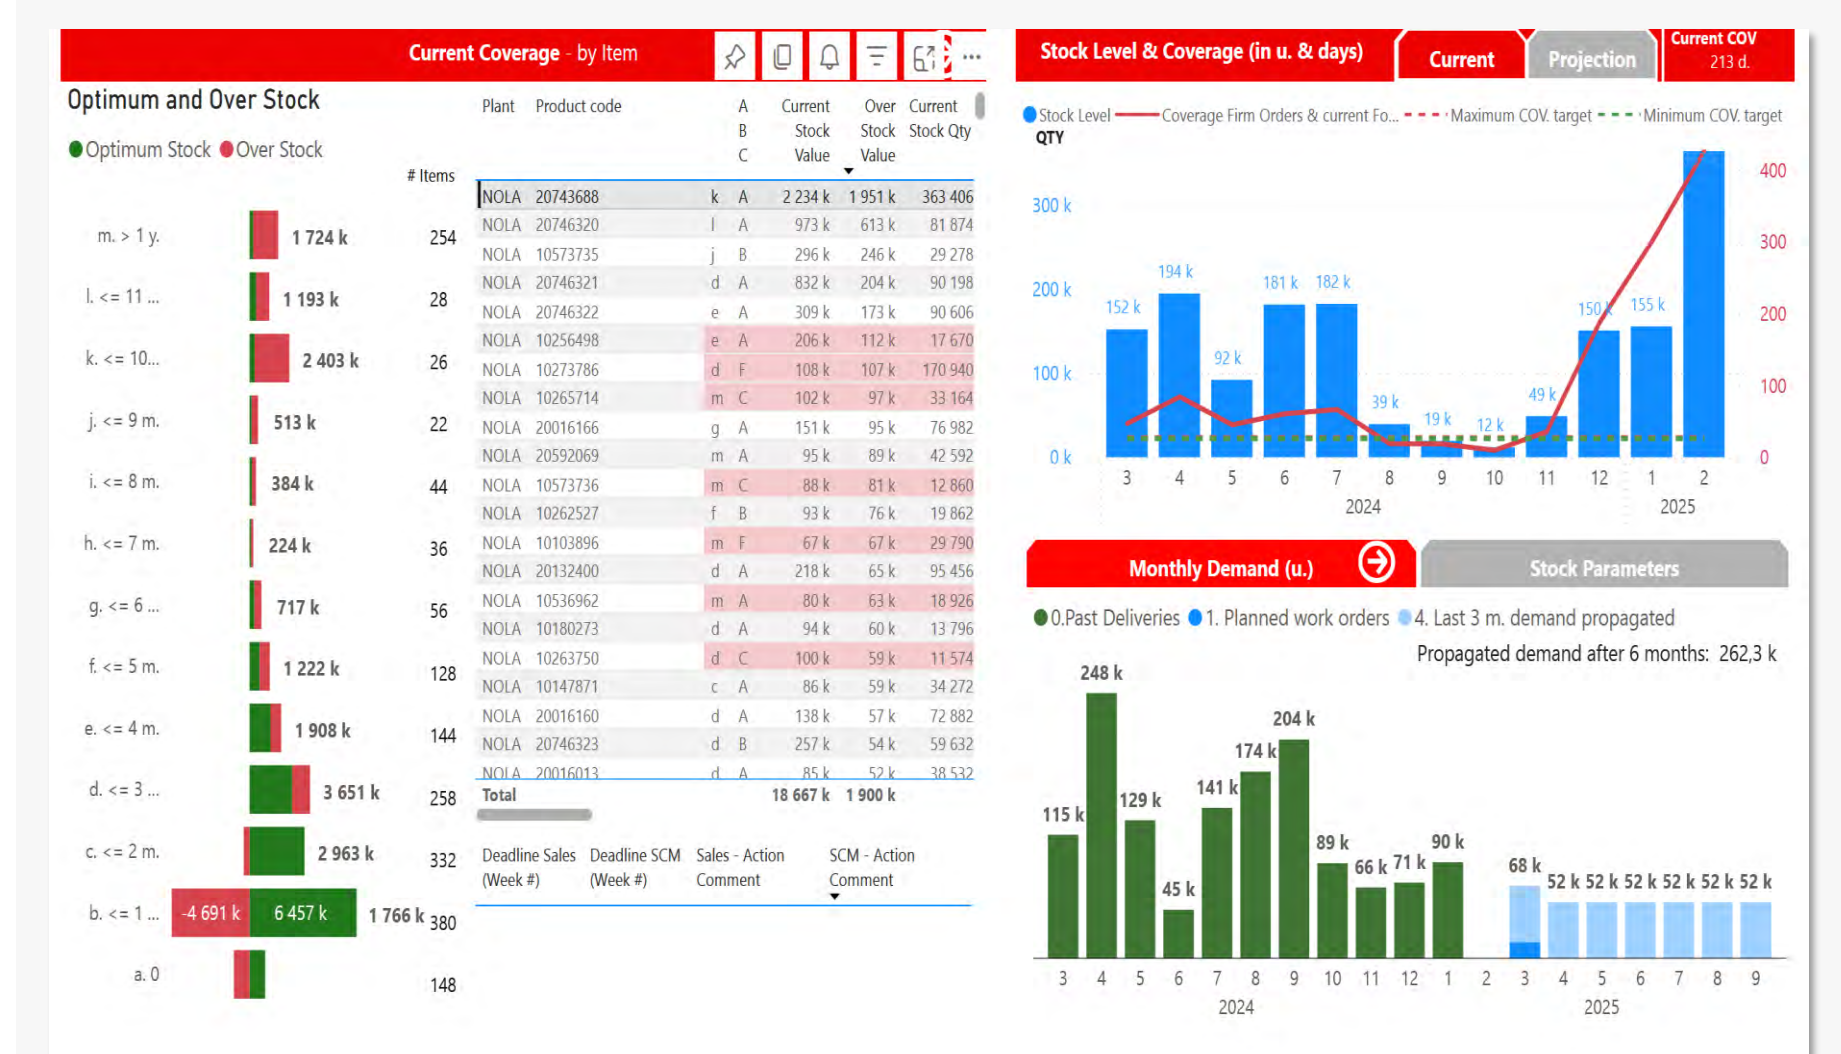 Current Coverage - by Item
Optimum and Over Stock
Optimum Stock Over Stock
# Items
m. > 1 y. 1 724 k 254
l. <= 11 ... 1 193 k 28
k. <= 10... 2 403 k 26
j. <= 9 m. 513 k 22
i. <= 8 m. 384 k 44
h. <= 7 m. 224 k 36
g. <= 6 ... 717 k 56
f. <= 5 m. 1 222 k 128
e. <= 4 m. 1 908 k 144
d. <= 3 ... 3 651 k 258
c. <= 2 m. 2 963 k 332
b. <= 1 ... -4 691 k 6 457 k 1 766 k 380
a. 0 148
Plant Product code A Current Over Current
B Stock Stock Stock Qty
C Value Value
NOLA 20743688 k A 2 234 k 1 951 k 363 406
NOLA 20746320 l A 973 k 613 k 81 874
NOLA 10573735 j B 296 k 246 k 29 278
NOLA 20746321 d A 832 k 204 k 90 198
NOLA 20746322 e A 309 k 173 k 90 606
NOLA 10256498 e A 206 k 112 k 17 670
NOLA 10273786 d F 108 k 107 k 170 940
NOLA 10265714 m C 102 k 97 k 33 164
NOLA 20016166 g A 151 k 95 k 76 982
NOLA 20592069 m A 95 k 89 k 42 592
NOLA 10573736 m C 88 k 81 k 12 860
NOLA 10262527 f B 93 k 76 k 19 862
NOLA 10103896 m F 67 k 67 k 29 790
NOLA 20132400 d A 218 k 65 k 95 456
NOLA 10536962 m A 80 k 63 k 18 926
NOLA 10180273 d A 94 k 60 k 13 796
NOLA 10263750 d C 100 k 59 k 11 574
NOLA 10147871 c A 86 k 59 k 34 272
NOLA 20016160 d A 138 k 57 k 72 882
NOLA 20746323 d B 257 k 54 k 59 632
NOLA 20016013 d A 85 k 52 k 38 532
Total 18 667 k 1 900 k
Deadline Sales Deadline SCM Sales - Action SCM - Action
(Week #) (Week #) Comment Comment
Stock Level & Coverage (in u. & days) Current Projection
Current COV
213 d.
Stock Level Coverage Firm Orders & current Fo... Maximum COV. target Minimum COV. target
QTY
400
300 k
300
200 k
200
100 k
100
0 k
0
152 k 194 k 92 k 181 k 182 k 39 k 19 k 12 k 49 k 150 k 155 k
3 4 5 6 7 8 9 10 11 12 1 2
2024 2025
Monthly Demand (u.) Stock Parameters
0.Past Deliveries 1. Planned work orders 4. Last 3 m. demand propagated
Propagated demand after 6 months: 262,3 k
115 k 248 k 129 k 45 k 141 k 174 k 204 k 89 k 66 k 71 k 90 k 68 k 52 k 52 k 52 k 52 k 52 k 52 k
3 4 5 6 7 8 9 10 11 12 1 2 3 4 5 6 7 8 9
2024 2025